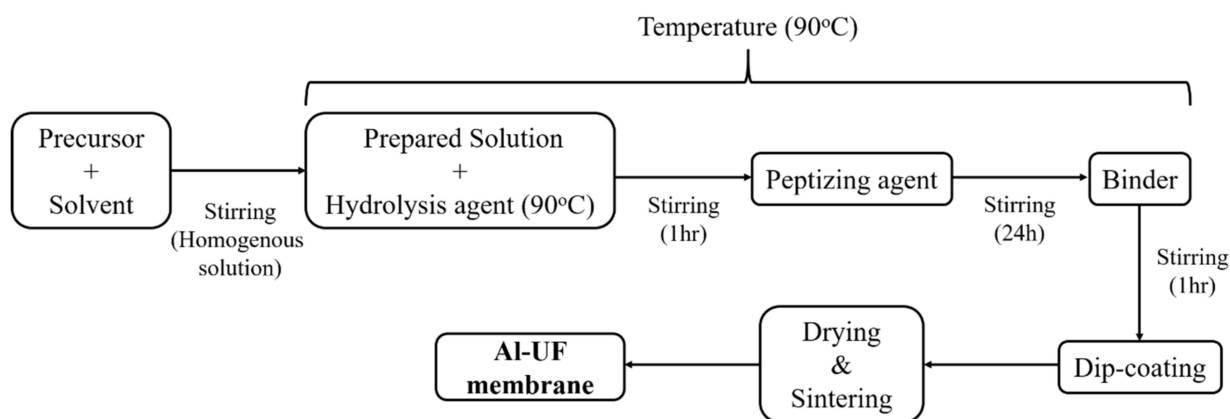 Temperature (90°C)
Precursor
+
Solvent
Stirring
(Homogenous
solution)
Prepared Solution
+
Hydrolysis agent (90°C)
Stirring
(1hr)
Peptizing agent
Stirring
(24h)
Binder
Stirring
(1hr)
Dip-coating
Drying
&
Sintering
Al-UF
membrane